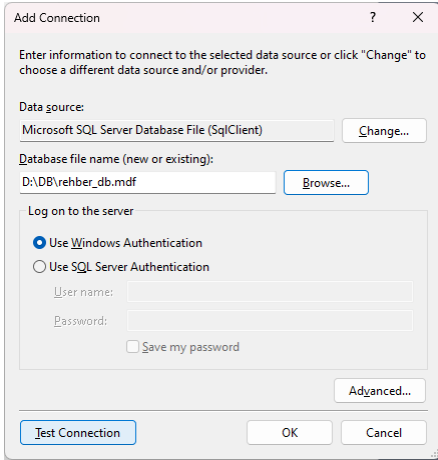 Add Connection
?
Enter information to connect to the selected data source or click "Change" to
choose a different data source and/or provider.
Data source:
Microsoft SQL Server Database File (SqlClient)
Change...
Database file name (new or existing):
D:\DB\rehber_db.mdf
Browse...
Log on to the server
Use Windows Authentication
Use SQL Server Authentication
User name:
Password:
Save my password
Advanced...
Test Connection
OK
Cancel